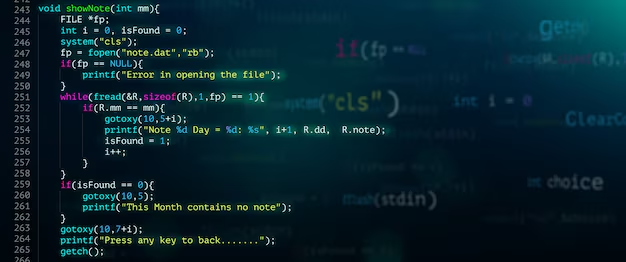 243 void showNote(int mm){
244 FILE *fp;
245 int i = 0, isFound = 0;
246 system("cls");
247 fp = fopen("note.dat","rb");
248 if(fp == NULL){
249 printf("Error in opening the file");
250 }
251 while(fread(&R,sizeof(R),1,fp) == 1){
252 if(R.mm == mm){
253 gotoxy(10,5+i);
254 printf("Note %d Day = %d: %s", i+1, R.dd,  R.note);
255 isFound = 1;
256 i++;
257 }
258 }
259 if(isFound == 0){
260 gotoxy(10,5);
261 printf("This Month contains no note");
262 }
263 gotoxy(10,7+i);
264 printf("Press any key to back.......");
265 getch();
266
if(fp ==
"cls")
int i = 0
ClearCo
choice
(stdin)